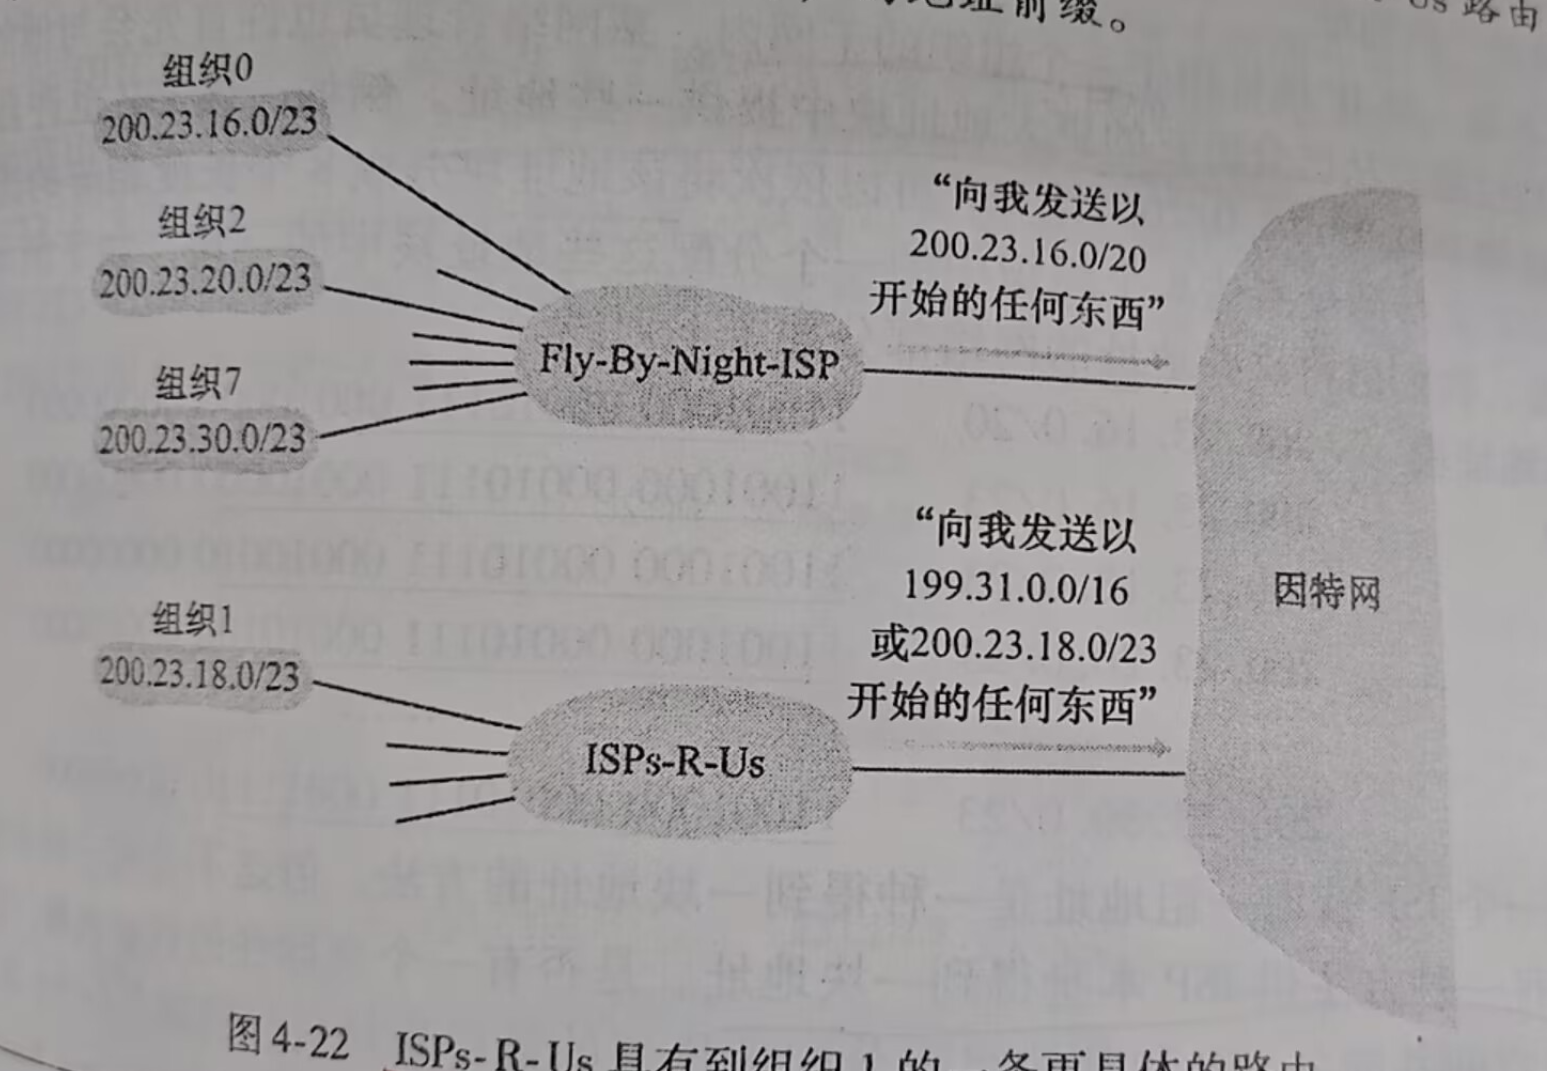 地址前缀。
Us 路由
组织0
200.23.16.0/23
组织2
200.23.20.0/23
组织7
200.23.30.0/23
组织1
200.23.18.0/23
Fly-By-Night-ISP
“向我发送以
200.23.16.0/20
开始的任何东西”
ISPs-R-Us
“向我发送以
199.31.0.0/16
或200.23.18.0/23
开始的任何东西”
因特网
图4-22 ISPs-R-Us 具有到组织1的一条更具体的路由